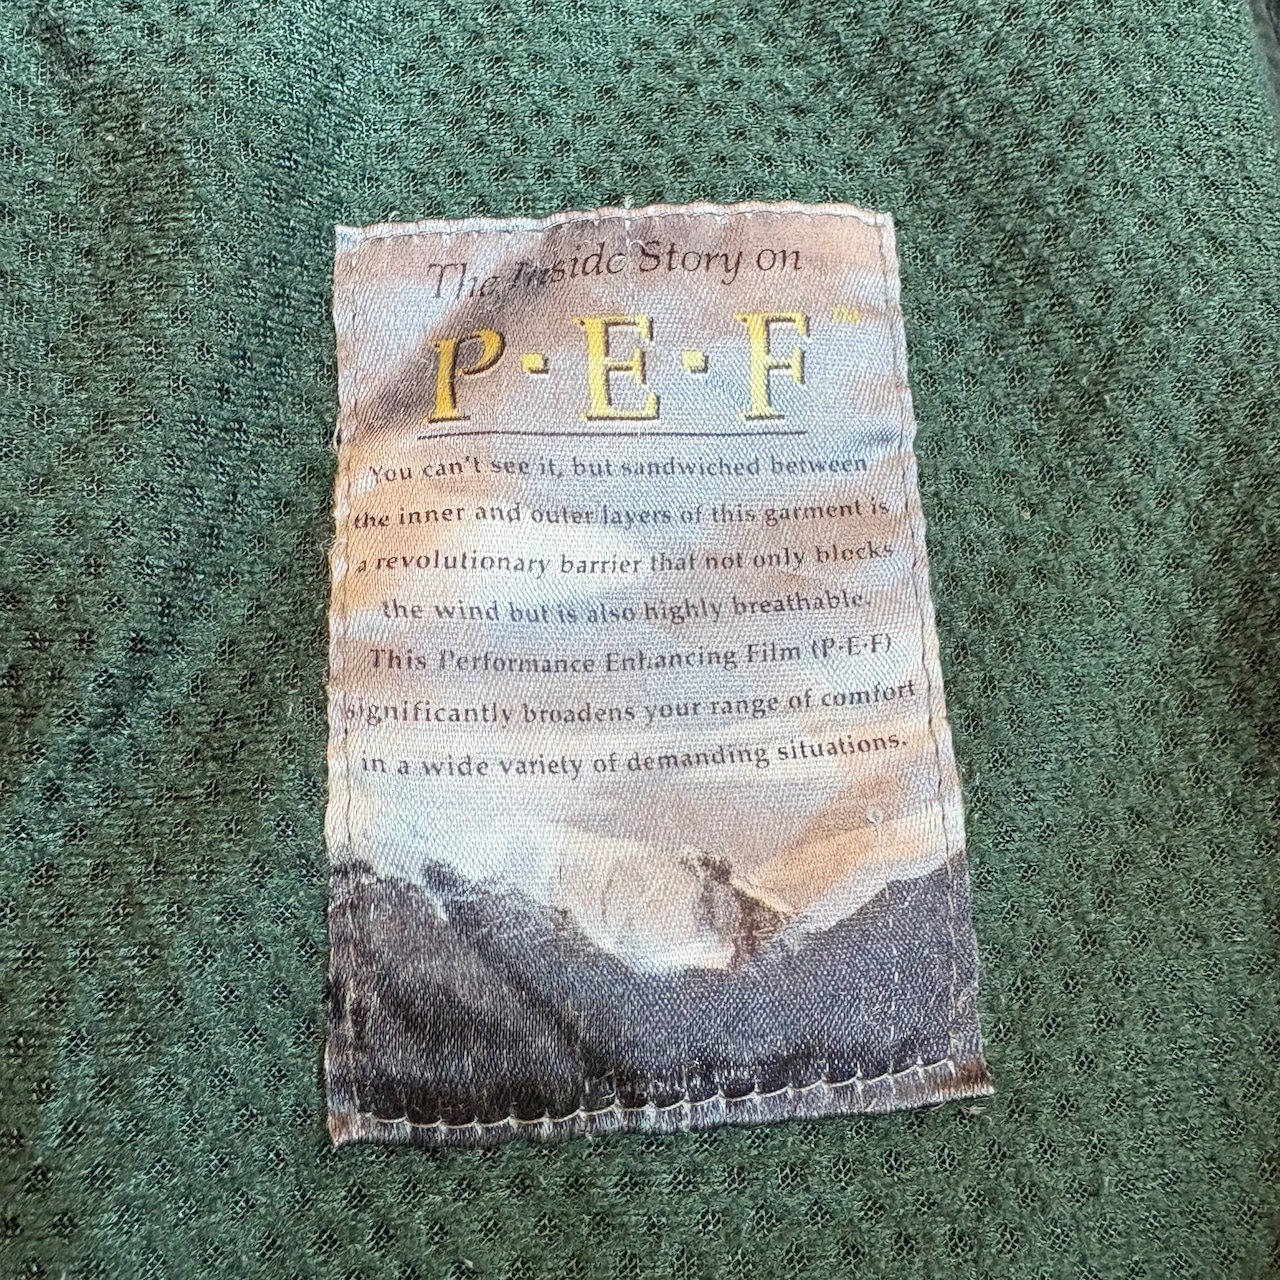 The Inside Story on
P·E·F™
You can't see it, but sandwiched between
the inner and outer layers of this garment is
a revolutionary barrier that not only blocks
the wind but is also highly breathable.
This Performance Enhancing Film (P·E·F)
significantly broadens your range of comfort
in a wide variety of demanding situations.